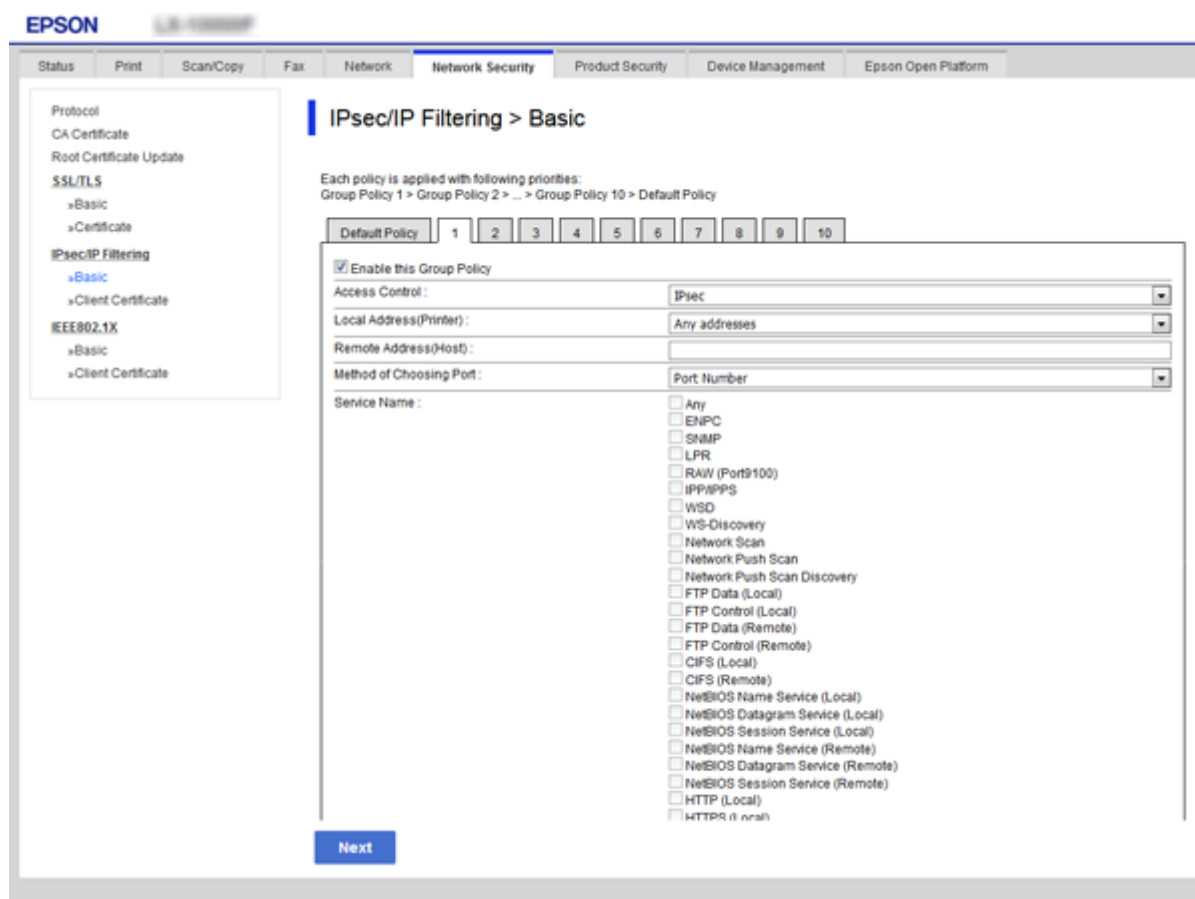 EPSON
Status Print Scan/Copy Fax Network Network Security Product Security Device Management Epson Open Platform
Protocol
CA Certificate
Root Certificate Update
SSL/TLS
»Basic
»Certificate
IPsec/IP Filtering
»Basic
»Client Certificate
IEEE802.1X
»Basic
»Client Certificate
IPsec/IP Filtering > Basic
Each policy is applied with following priorities:
Group Policy 1 > Group Policy 2 > ... > Group Policy 10 > Default Policy
Default Policy 1 2 3 4 5 6 7 8 9 10
Enable this Group Policy
Access Control : IPsec
Local Address(Printer) : Any addresses
Remote Address(Host) :
Method of Choosing Port : Port Number
Service Name : Any
ENPC
SNMP
LPR
RAW (Port9100)
IPP/IPPS
WSD
WS-Discovery
Network Scan
Network Push Scan
Network Push Scan Discovery
FTP Data (Local)
FTP Control (Local)
FTP Data (Remote)
FTP Control (Remote)
CIFS (Local)
CIFS (Remote)
NetBIOS Name Service (Local)
NetBIOS Datagram Service (Local)
NetBIOS Session Service (Local)
NetBIOS Name Service (Remote)
NetBIOS Datagram Service (Remote)
NetBIOS Session Service (Remote)
HTTP (Local)
HTTPS (Local)
Next